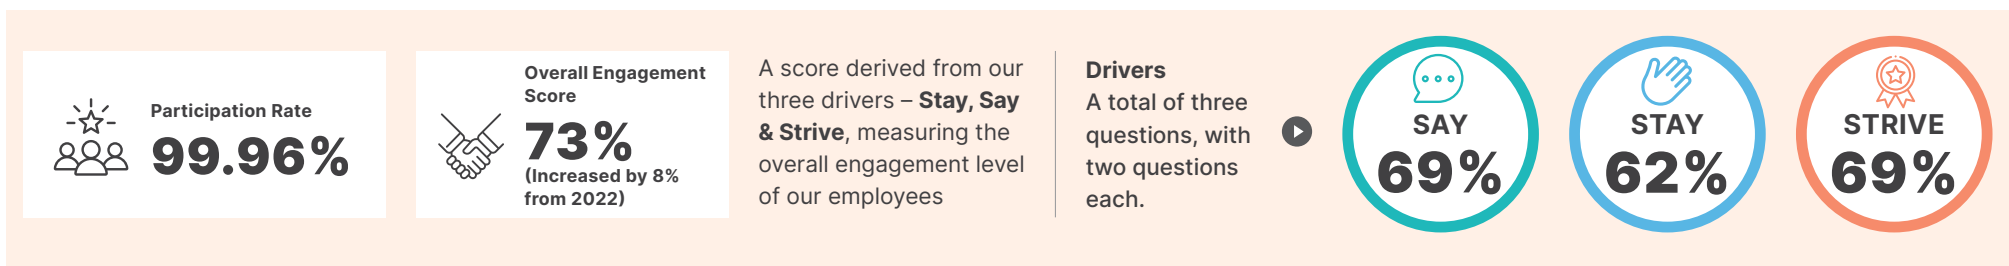 Participation Rate
99.96%
Overall Engagement
Score
73%
(Increased by 8%
from 2022)
A score derived from our
three drivers – Stay, Say
& Strive, measuring the
overall engagement level
of our employees
Drivers
A total of three
questions, with
two questions
each.
SAY
69%
STAY
62%
STRIVE
69%